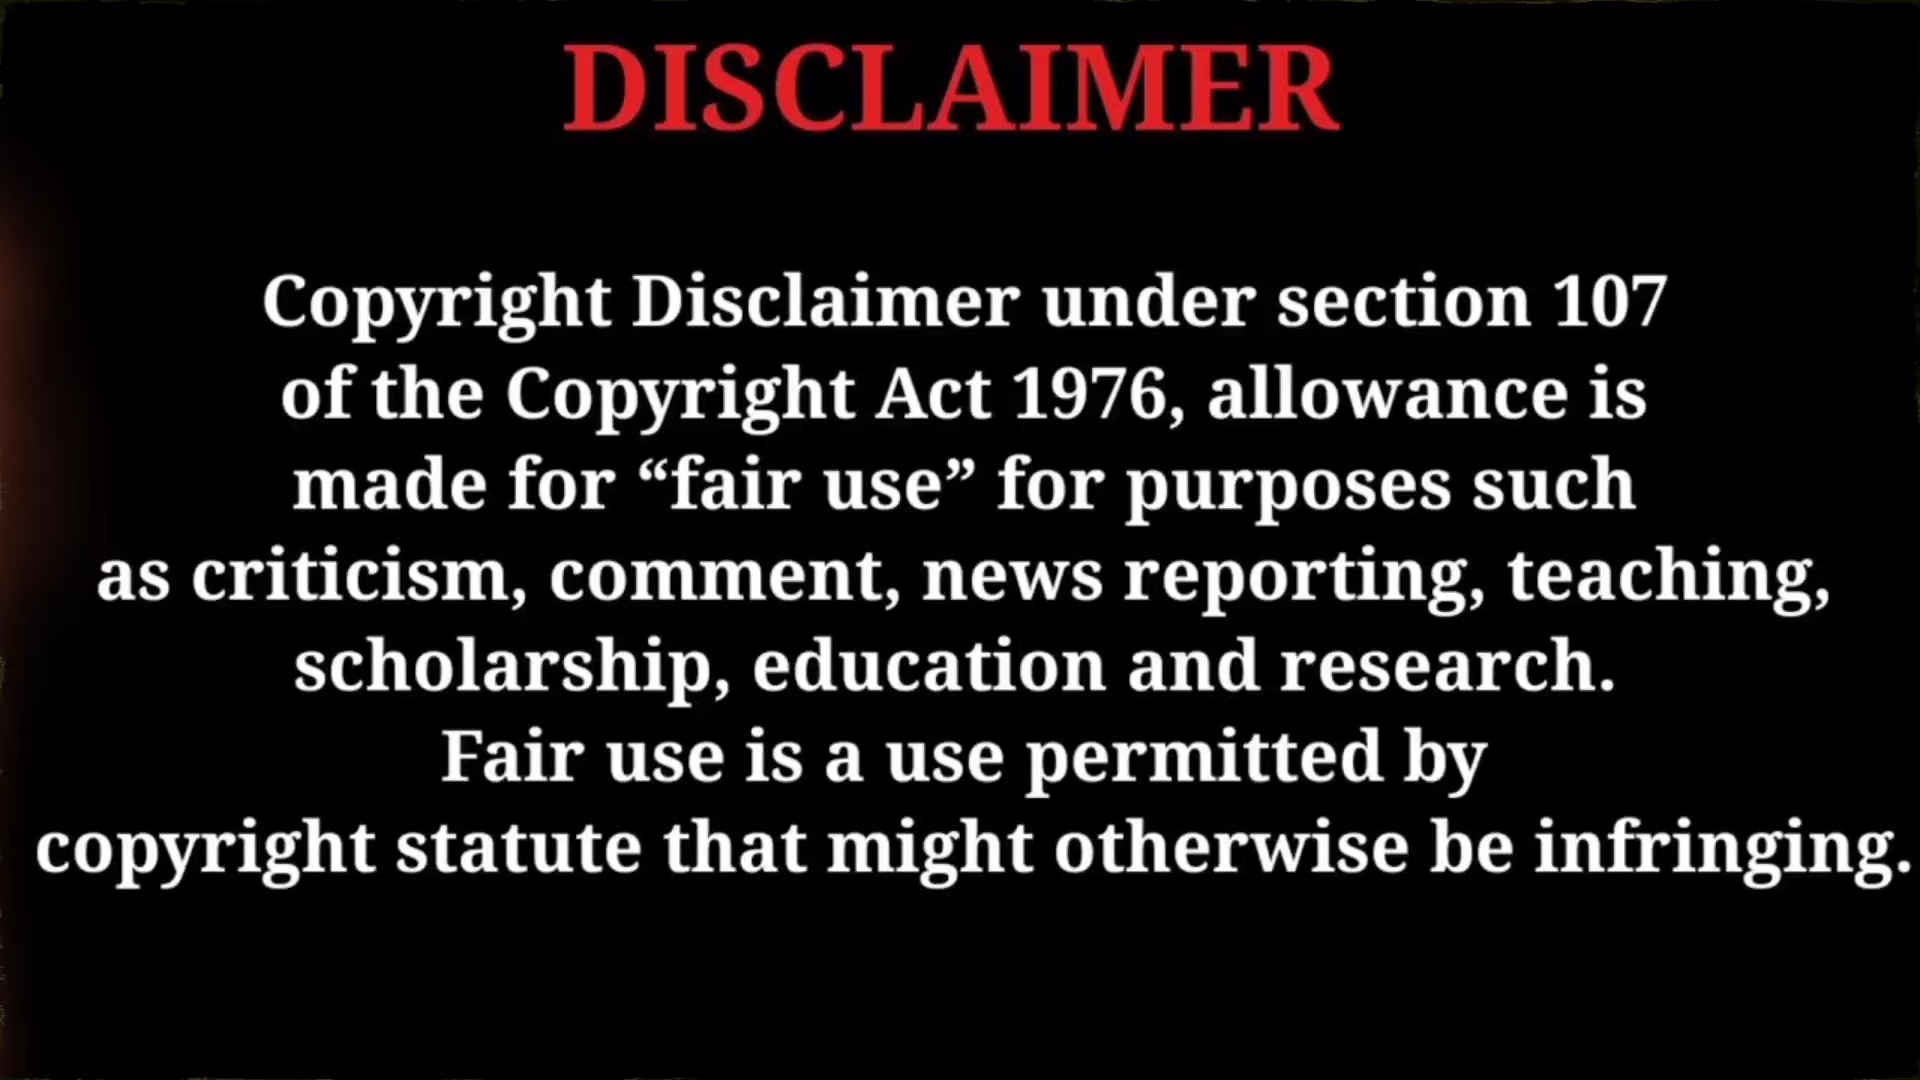 DISCLAIMER
Copyright Disclaimer under section 107
of the Copyright Act 1976, allowance is
made for “fair use” for purposes such
as criticism, comment, news reporting, teaching,
scholarship, education and research.
Fair use is a use permitted by
copyright statute that might otherwise be infringing.